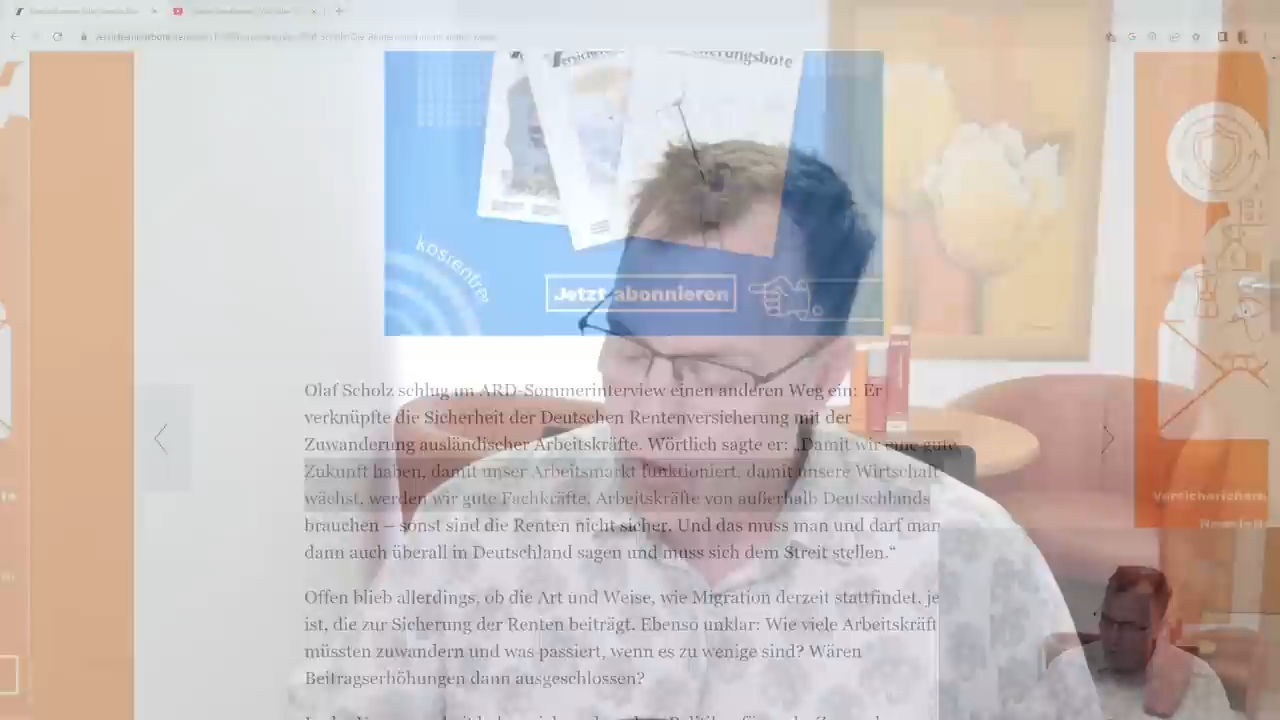 kostenfrei
Jetzt abonnieren
Olaf Scholz schlug im ARD-Sommerinterview einen anderen Weg ein: Er
verknüpfte die Sicherheit der Deutschen Rentenversicherung mit der
Zuwanderung ausländischer Arbeitskräfte. Wörtlich sagte er: „Damit wir eine gute
Zukunft haben, damit unser Arbeitsmarkt funktioniert, damit unsere Wirtschaft
wächst, werden wir gute Fachkräfte, Arbeitskräfte von außerhalb Deutschlands
brauchen – sonst sind die Renten nicht sicher. Und das muss man und darf man
dann auch überall in Deutschland sagen und muss sich dem Streit stellen.“
Offen blieb allerdings, ob die Art und Weise, wie Migration derzeit stattfindet, je
ist, die zur Sicherung der Renten beiträgt. Ebenso unklar: Wie viele Arbeitskräft
müssten zuwandern und was passiert, wenn es zu wenige sind? Wären
Beitragserhöhungen dann ausgeschlossen?